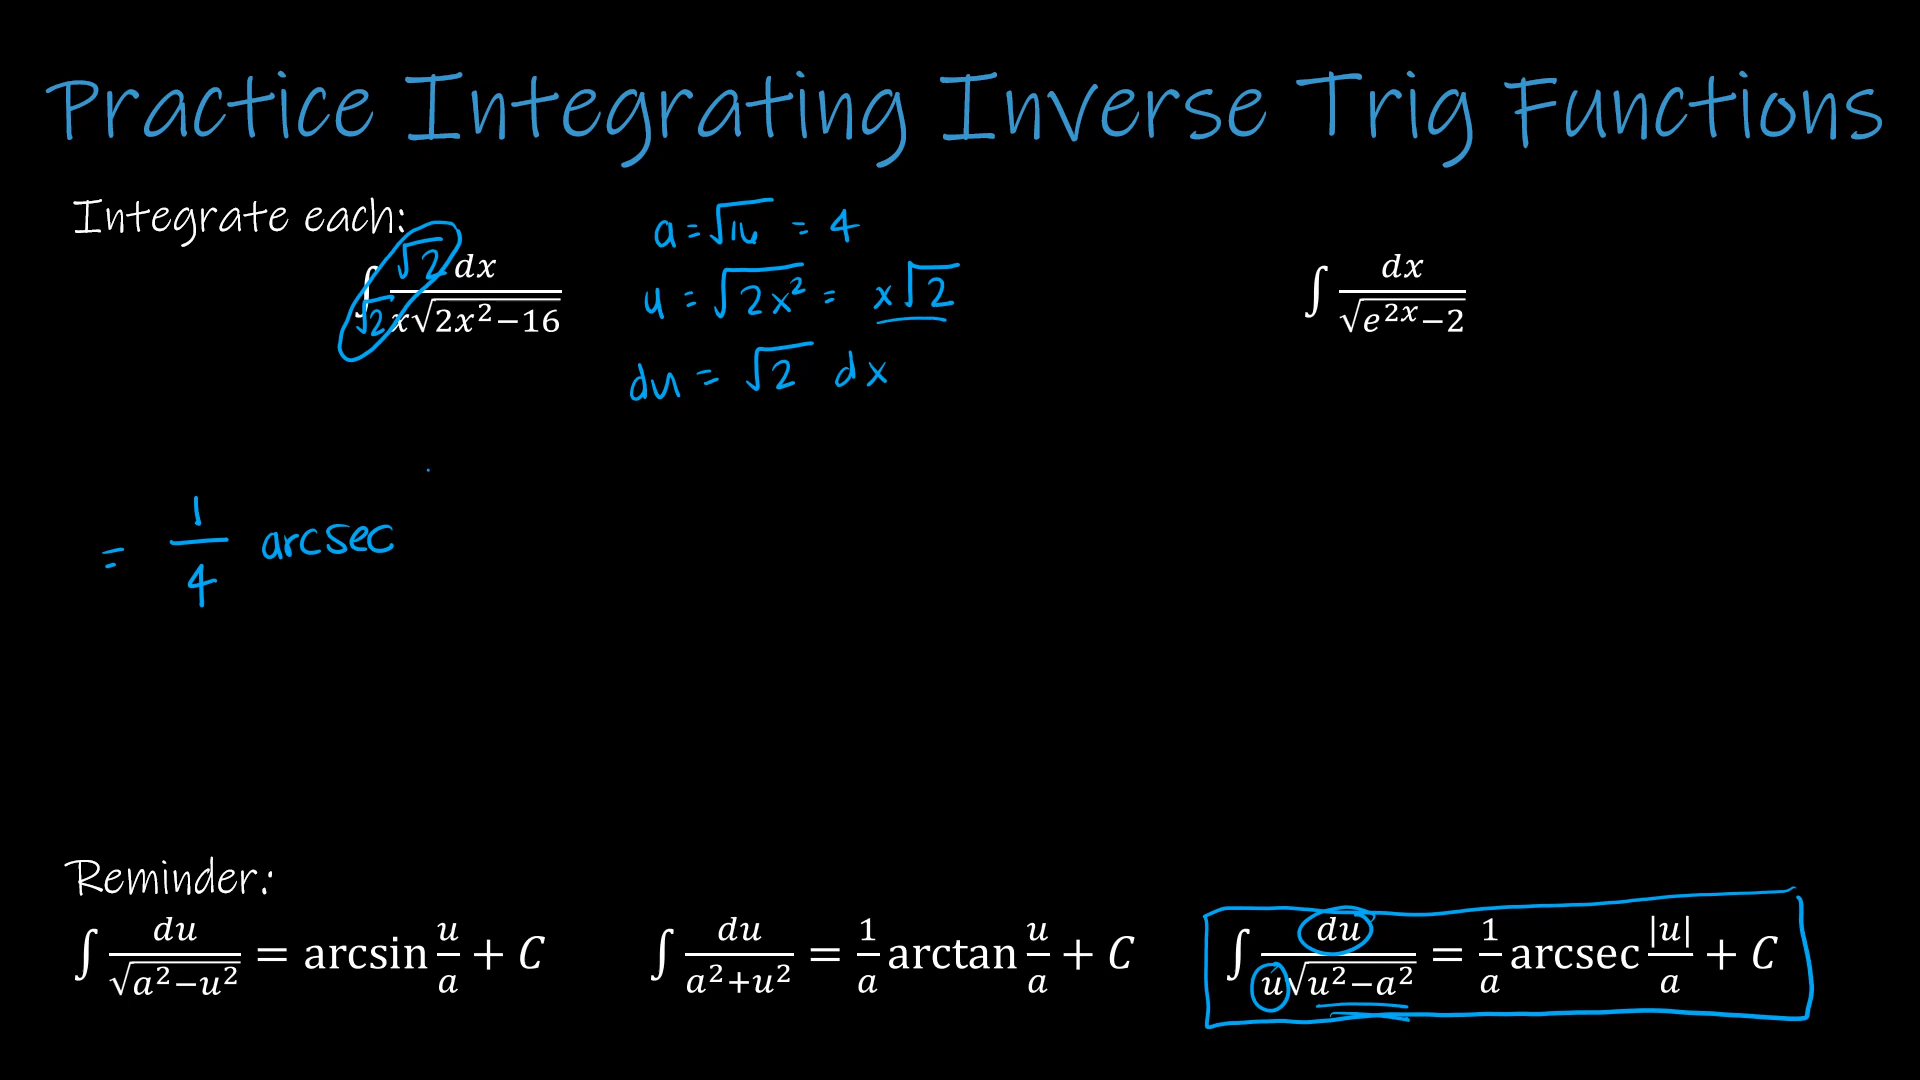 Practice Integrating Inverse Trig Functions
Integrate each:
∫ √2 dx / √2 x√(2x²−16)
a = √16 = 4
u = √(2x²) = x√2
du = √2 dx
∫ dx / √(e²ˣ−2)
= 1/4 arcsec
Reminder:
∫ du / √(a²−u²) = arcsin u/a + C
∫ du / (a²+u²) = 1/a arctan u/a + C
∫ du / u√(u²−a²) = 1/a arcsec |u|/a + C